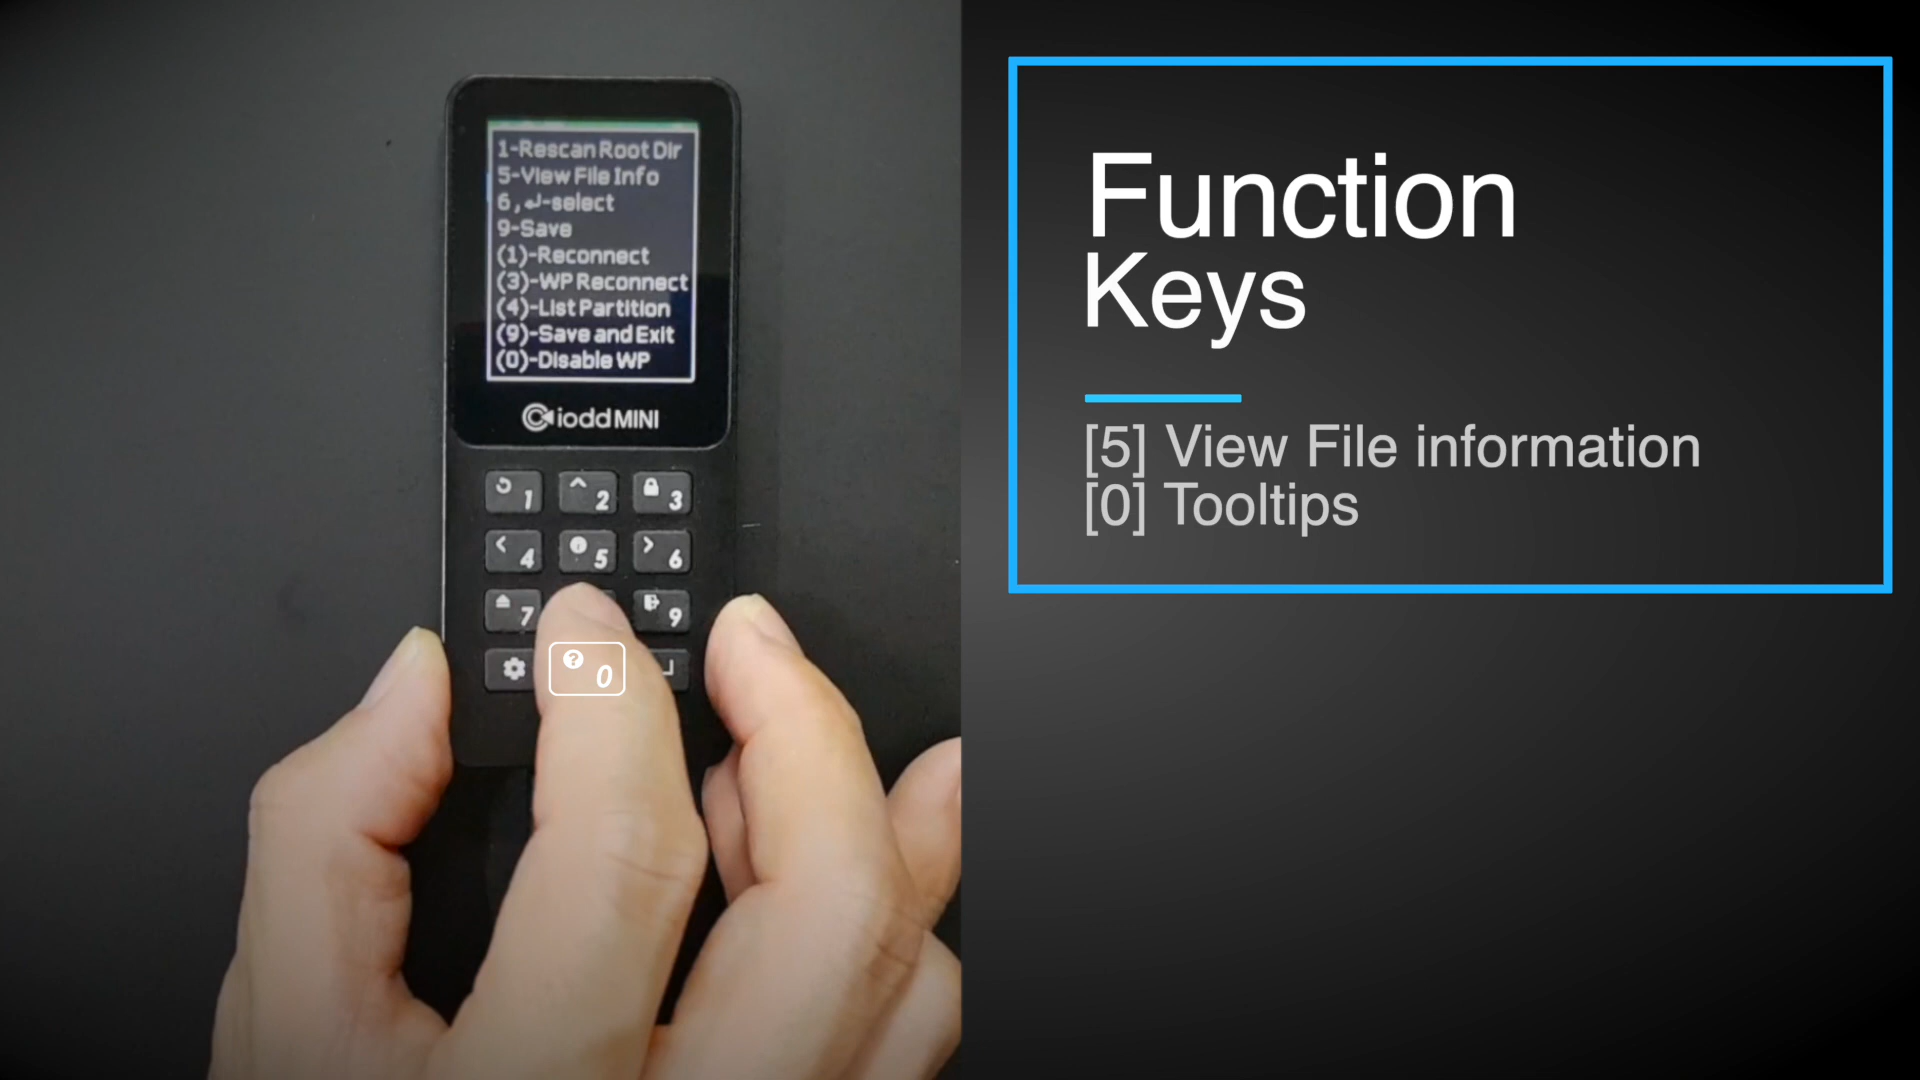 1-Rescan Root Dir
5-View File Info
6,↵-select
9-Save
(1)-Reconnect
(3)-WP Reconnect
(4)-List Partition
(9)-Save and Exit
(0)-Disable WP
iodd MINI
1 2 3
4 5 6
7 9
? 0
Function
Keys
[5] View File information
[0] Tooltips